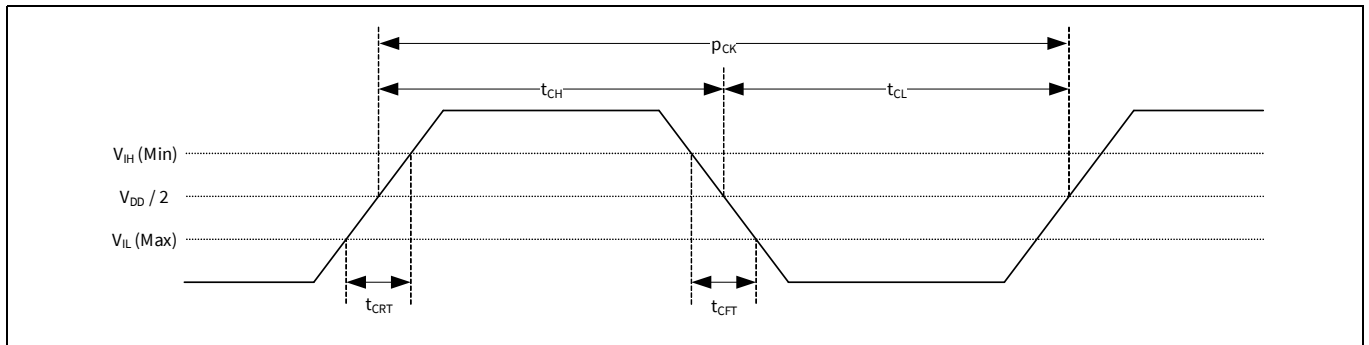 pCK
tCH
tCL
VIH (Min)
VDD / 2
VIL (Max)
tCRT
tCFT